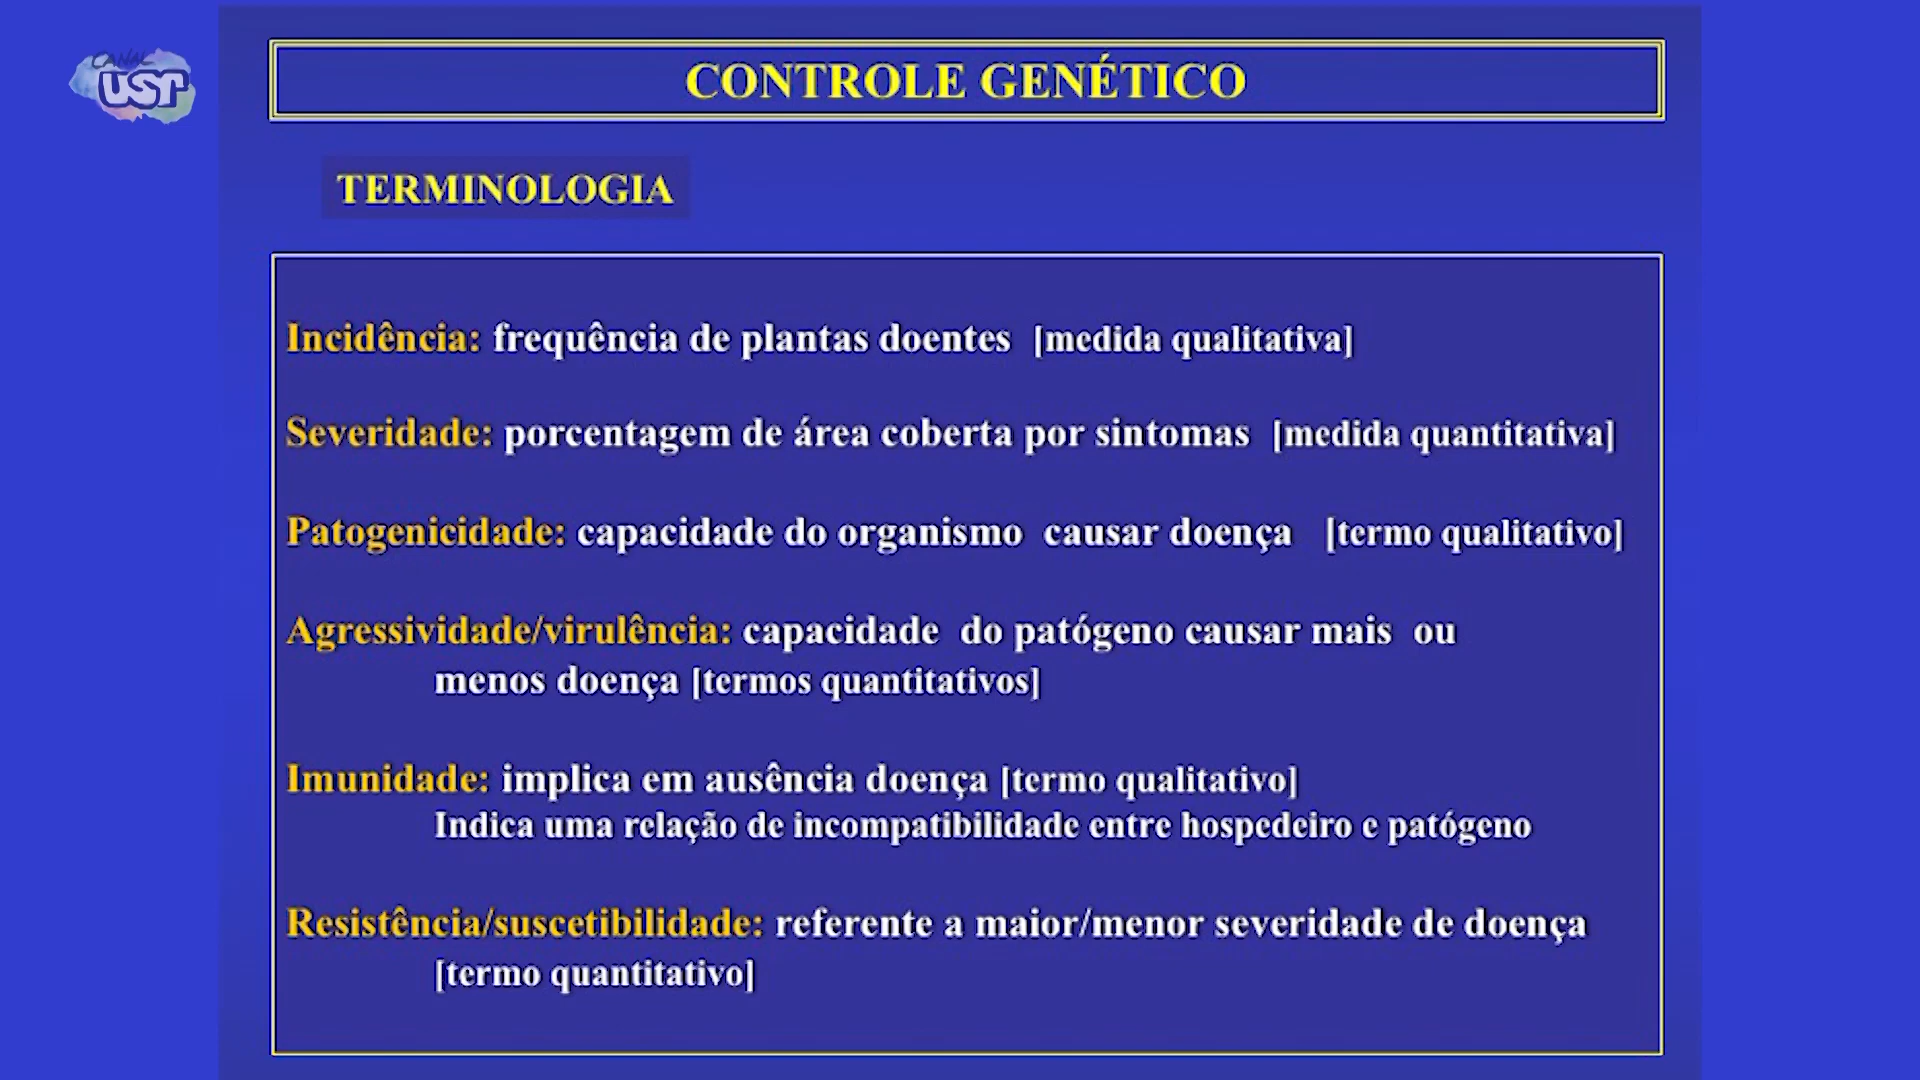 CANAL
USP
CONTROLE GENÉTICO
TERMINOLOGIA
Incidência: frequência de plantas doentes [medida qualitativa]
Severidade: porcentagem de área coberta por sintomas [medida quantitativa]
Patogenicidade: capacidade do organismo causar doença [termo qualitativo]
Agressividade/virulência: capacidade do patógeno causar mais ou
menos doença [termos quantitativos]
Imunidade: implica em ausência doença [termo qualitativo]
Indica uma relação de incompatibilidade entre hospedeiro e patógeno
Resistência/suscetibilidade: referente a maior/menor severidade de doença
[termo quantitativo]